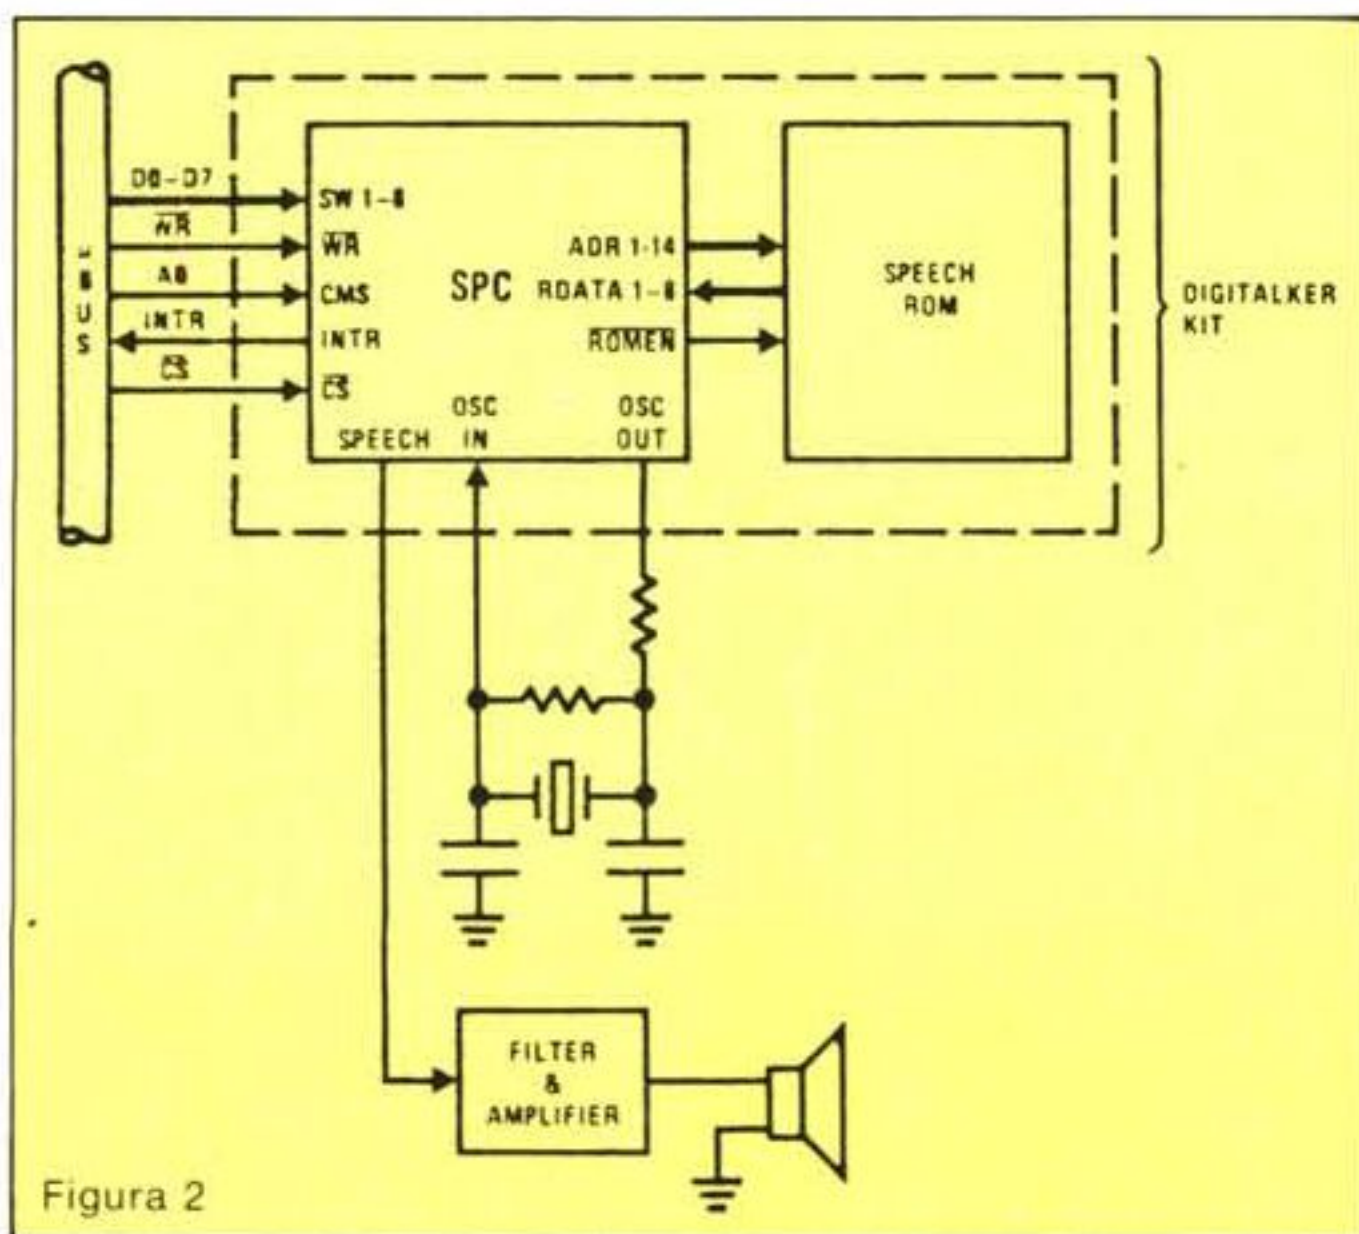 D0-D7
WR
A0
INTR
CS
BUS
SW 1-8
WR
CMS
INTR
CS
SPC
ADR 1-14
RDATA 1-8
ROMEN
SPEECH
OSC
IN
OSC
OUT
SPEECH
ROM
DIGITALKER
KIT
FILTER
&
AMPLIFIER
Figura 2